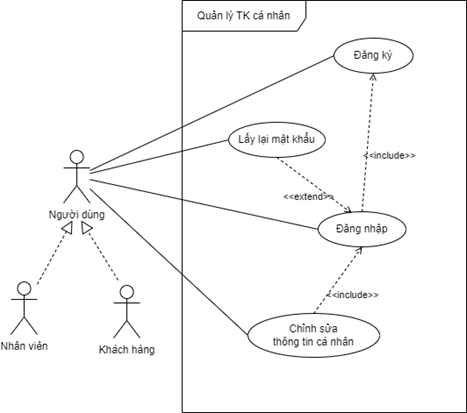 Quản lý TK cá nhân
Đăng ký
Lấy lại mật khẩu
<<include>>
<<extend>>
Người dùng
Đăng nhập
<<include>>
Chỉnh sửa
thông tin cá nhân
Nhân viên
Khách hàng